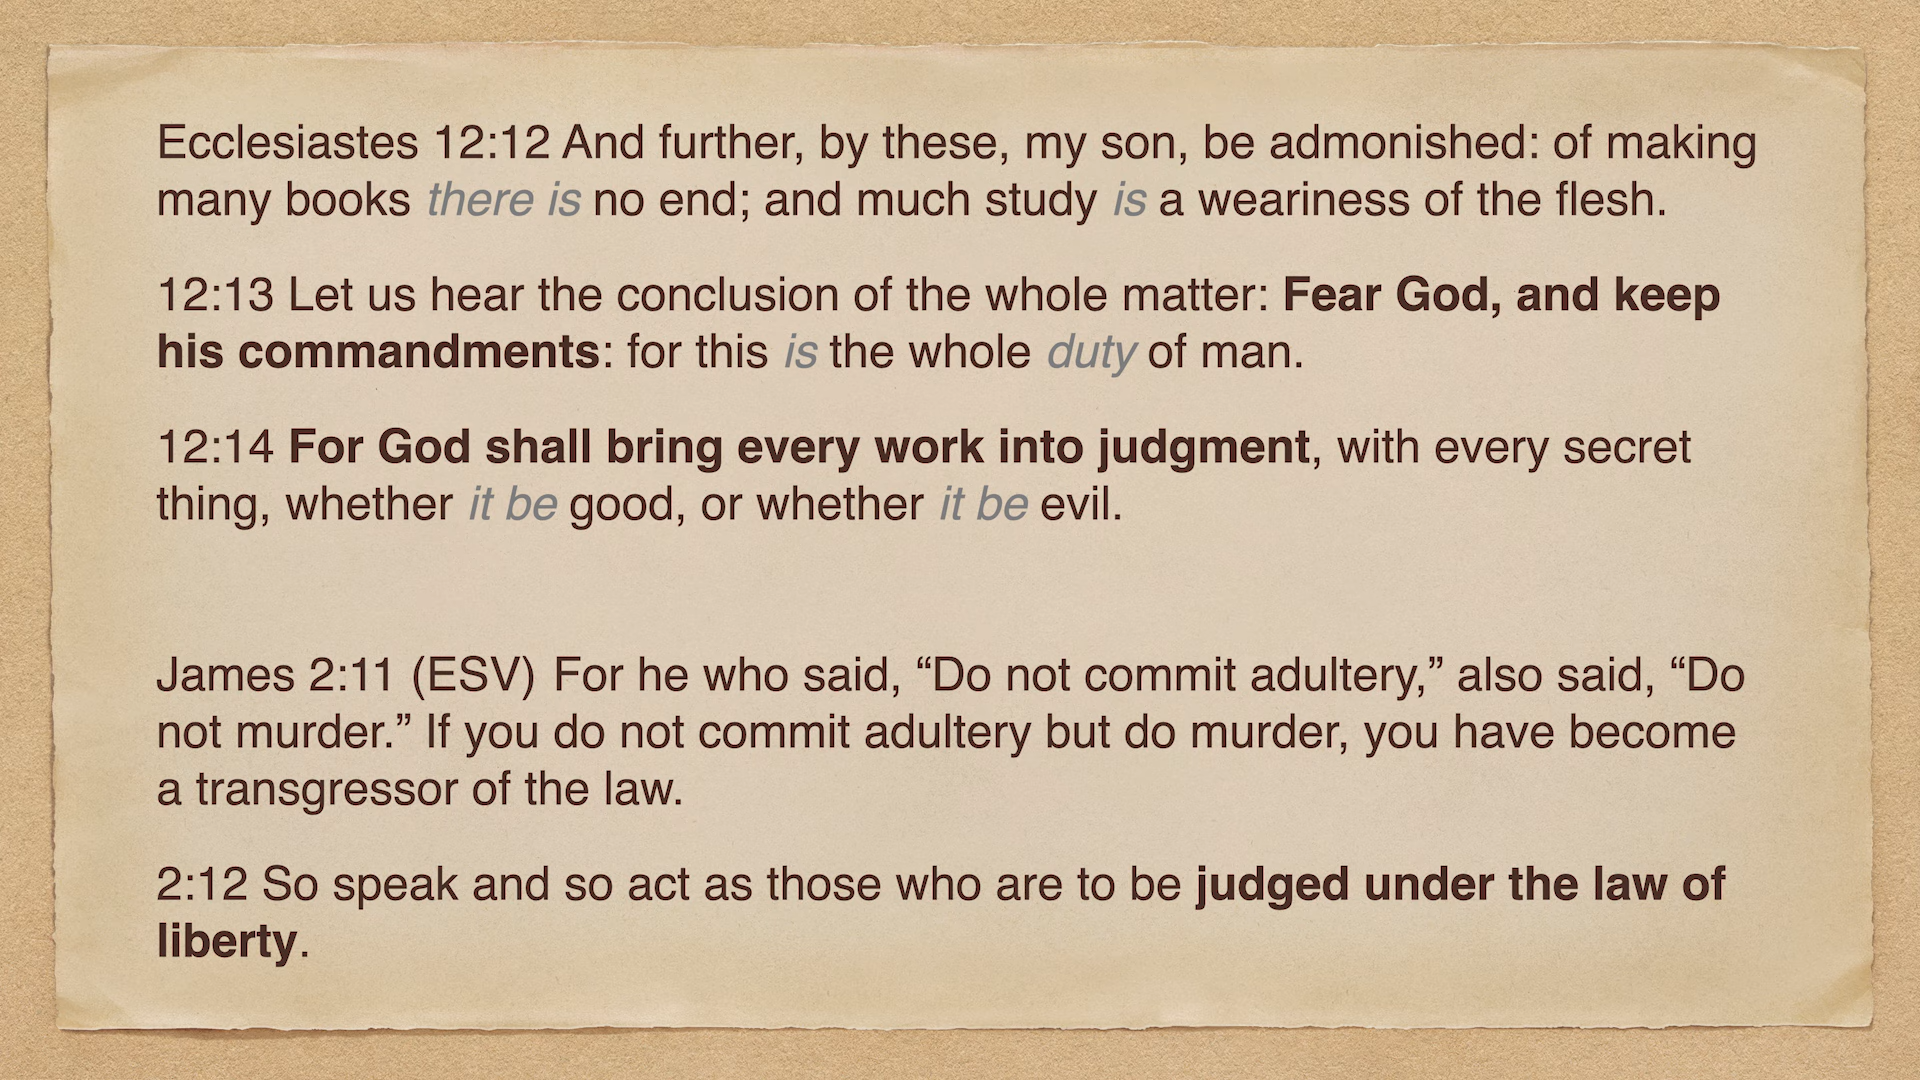 Ecclesiastes 12:12 And further, by these, my son, be admonished: of making
many books there is no end; and much study is a weariness of the flesh.
12:13 Let us hear the conclusion of the whole matter: Fear God, and keep
his commandments: for this is the whole duty of man.
12:14 For God shall bring every work into judgment, with every secret
thing, whether it be good, or whether it be evil.
James 2:11 (ESV) For he who said, “Do not commit adultery,” also said, “Do
not murder.” If you do not commit adultery but do murder, you have become
a transgressor of the law.
2:12 So speak and so act as those who are to be judged under the law of
liberty.